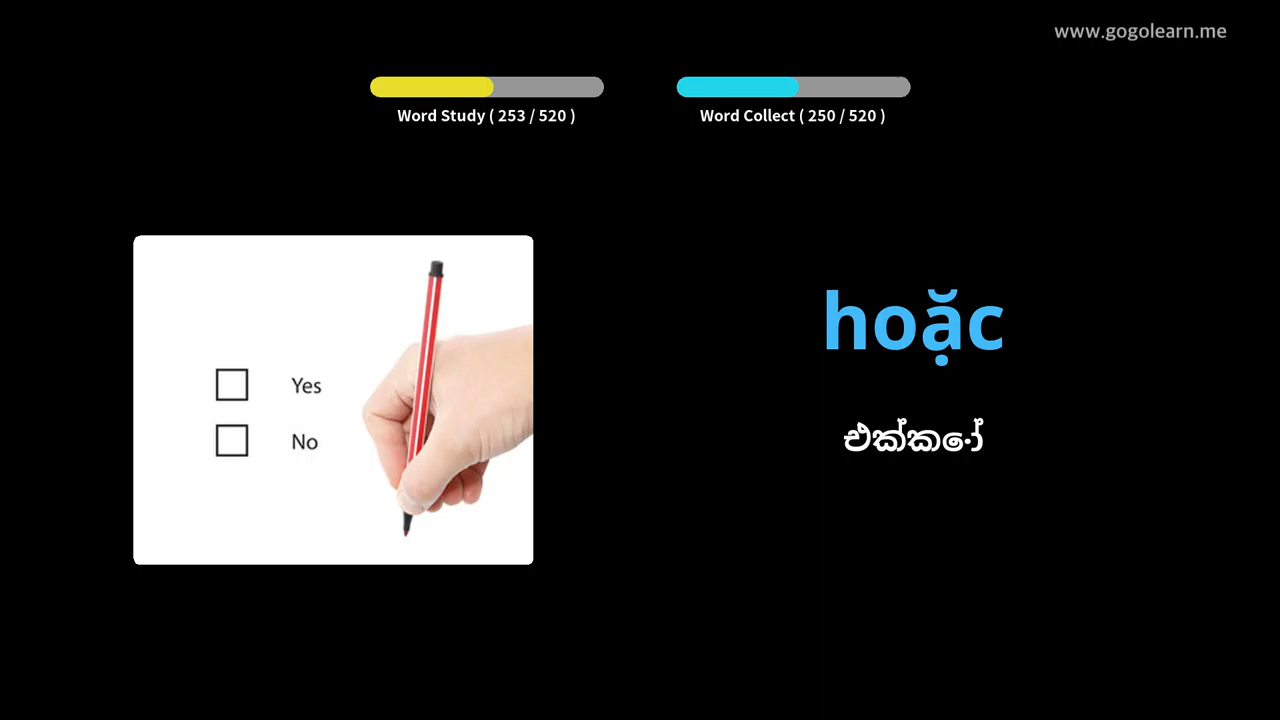 www.gogolearn.me
Word Study ( 253 / 520 )
Word Collect ( 250 / 520 )
Yes
No
hoặc
එක්කෝ